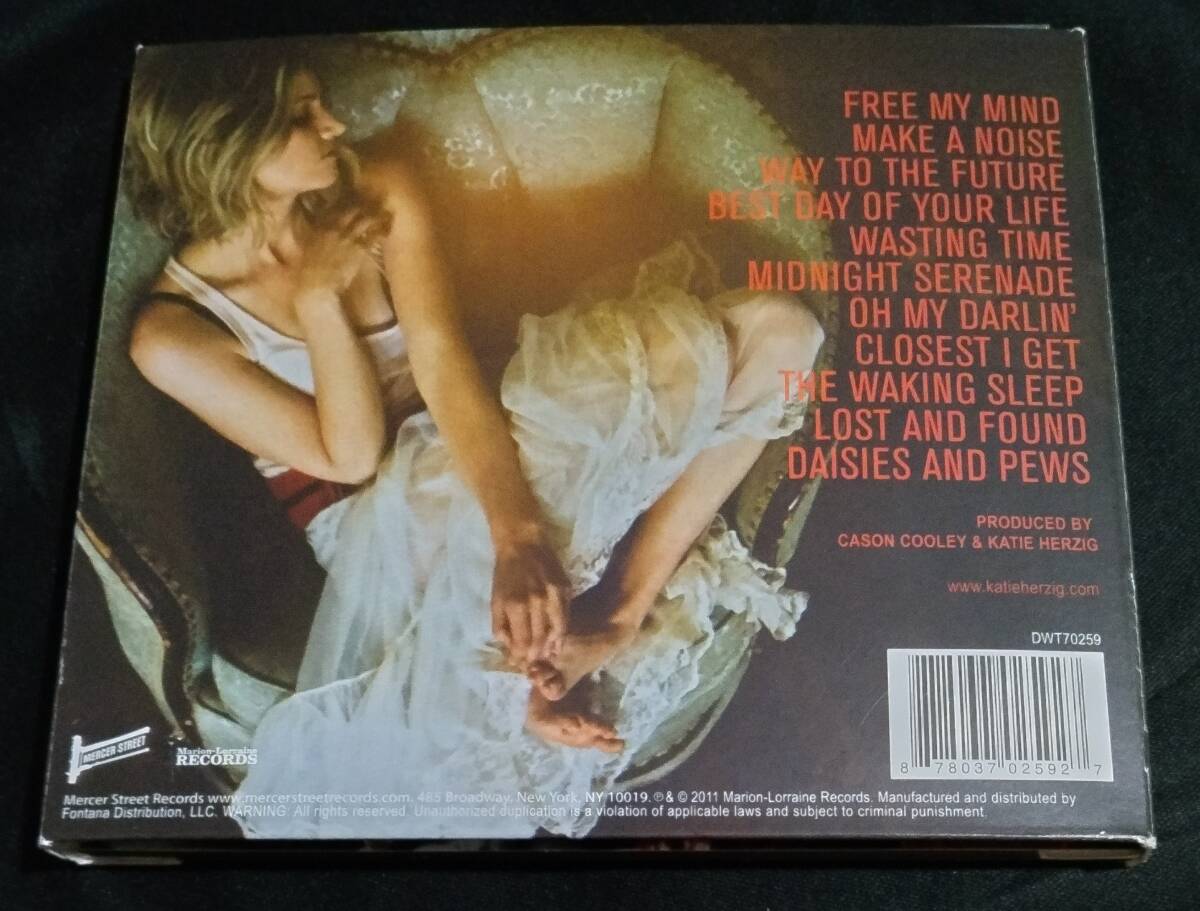 FREE MY MIND
MAKE A NOISE
WAY TO THE FUTURE
BEST DAY OF YOUR LIFE
WASTING TIME
MIDNIGHT SERENADE
OH MY DARLIN'
CLOSEST I GET
THE WAKING SLEEP
LOST AND FOUND
DAISIES AND PEWS
PRODUCED BY
CASON COOLEY & KATIE HERZIG
www.katieherzig.com
DWT70259
8 78037 02592 7
MERCER STREET
Marion-Lorraine
RECORDS
Mercer Street Records www.mercerstreetrecords.com. 485 Broadway, New York, NY 10019. ℗ & © 2011 Marion-Lorraine Records. Manufactured and distributed by
Fontana Distribution, LLC. WARNING: All rights reserved. Unauthorized duplication is a violation of applicable laws and subject to criminal punishment.